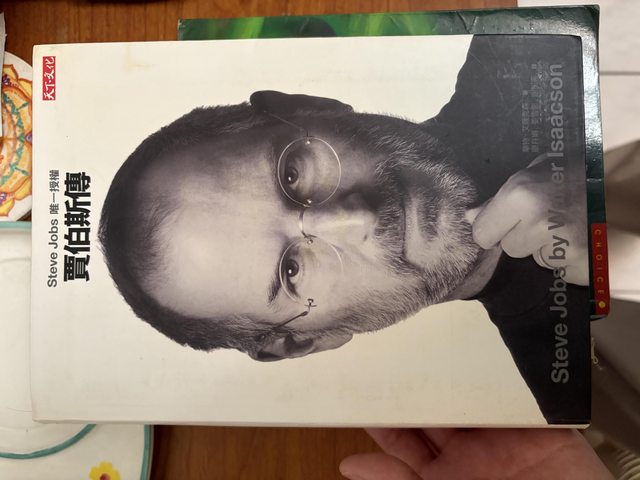 天下文化
Steve Jobs 唯一授權
賈伯斯傳
Steve Jobs by Walter Isaacson
CHOICE